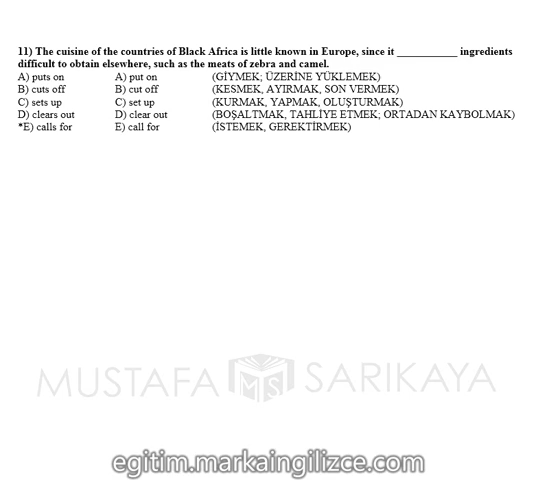 11) The cuisine of the countries of Black Africa is little known in Europe, since it ____________ ingredients
difficult to obtain elsewhere, such as the meats of zebra and camel.
A) puts on A) put on (GİYMEK; ÜZERİNE YÜKLEMEK)
B) cuts off B) cut off (KESMEK, AYIRMAK, SON VERMEK)
C) sets up C) set up (KURMAK, YAPMAK, OLUŞTURMAK)
D) clears out D) clear out (BOŞALTMAK, TAHLİYE ETMEK; ORTADAN KAYBOLMAK)
*E) calls for E) call for (İSTEMEK, GEREKTİRMEK)
MUSTAFA MS SARIKAYA
egitim.markaingilizce.com